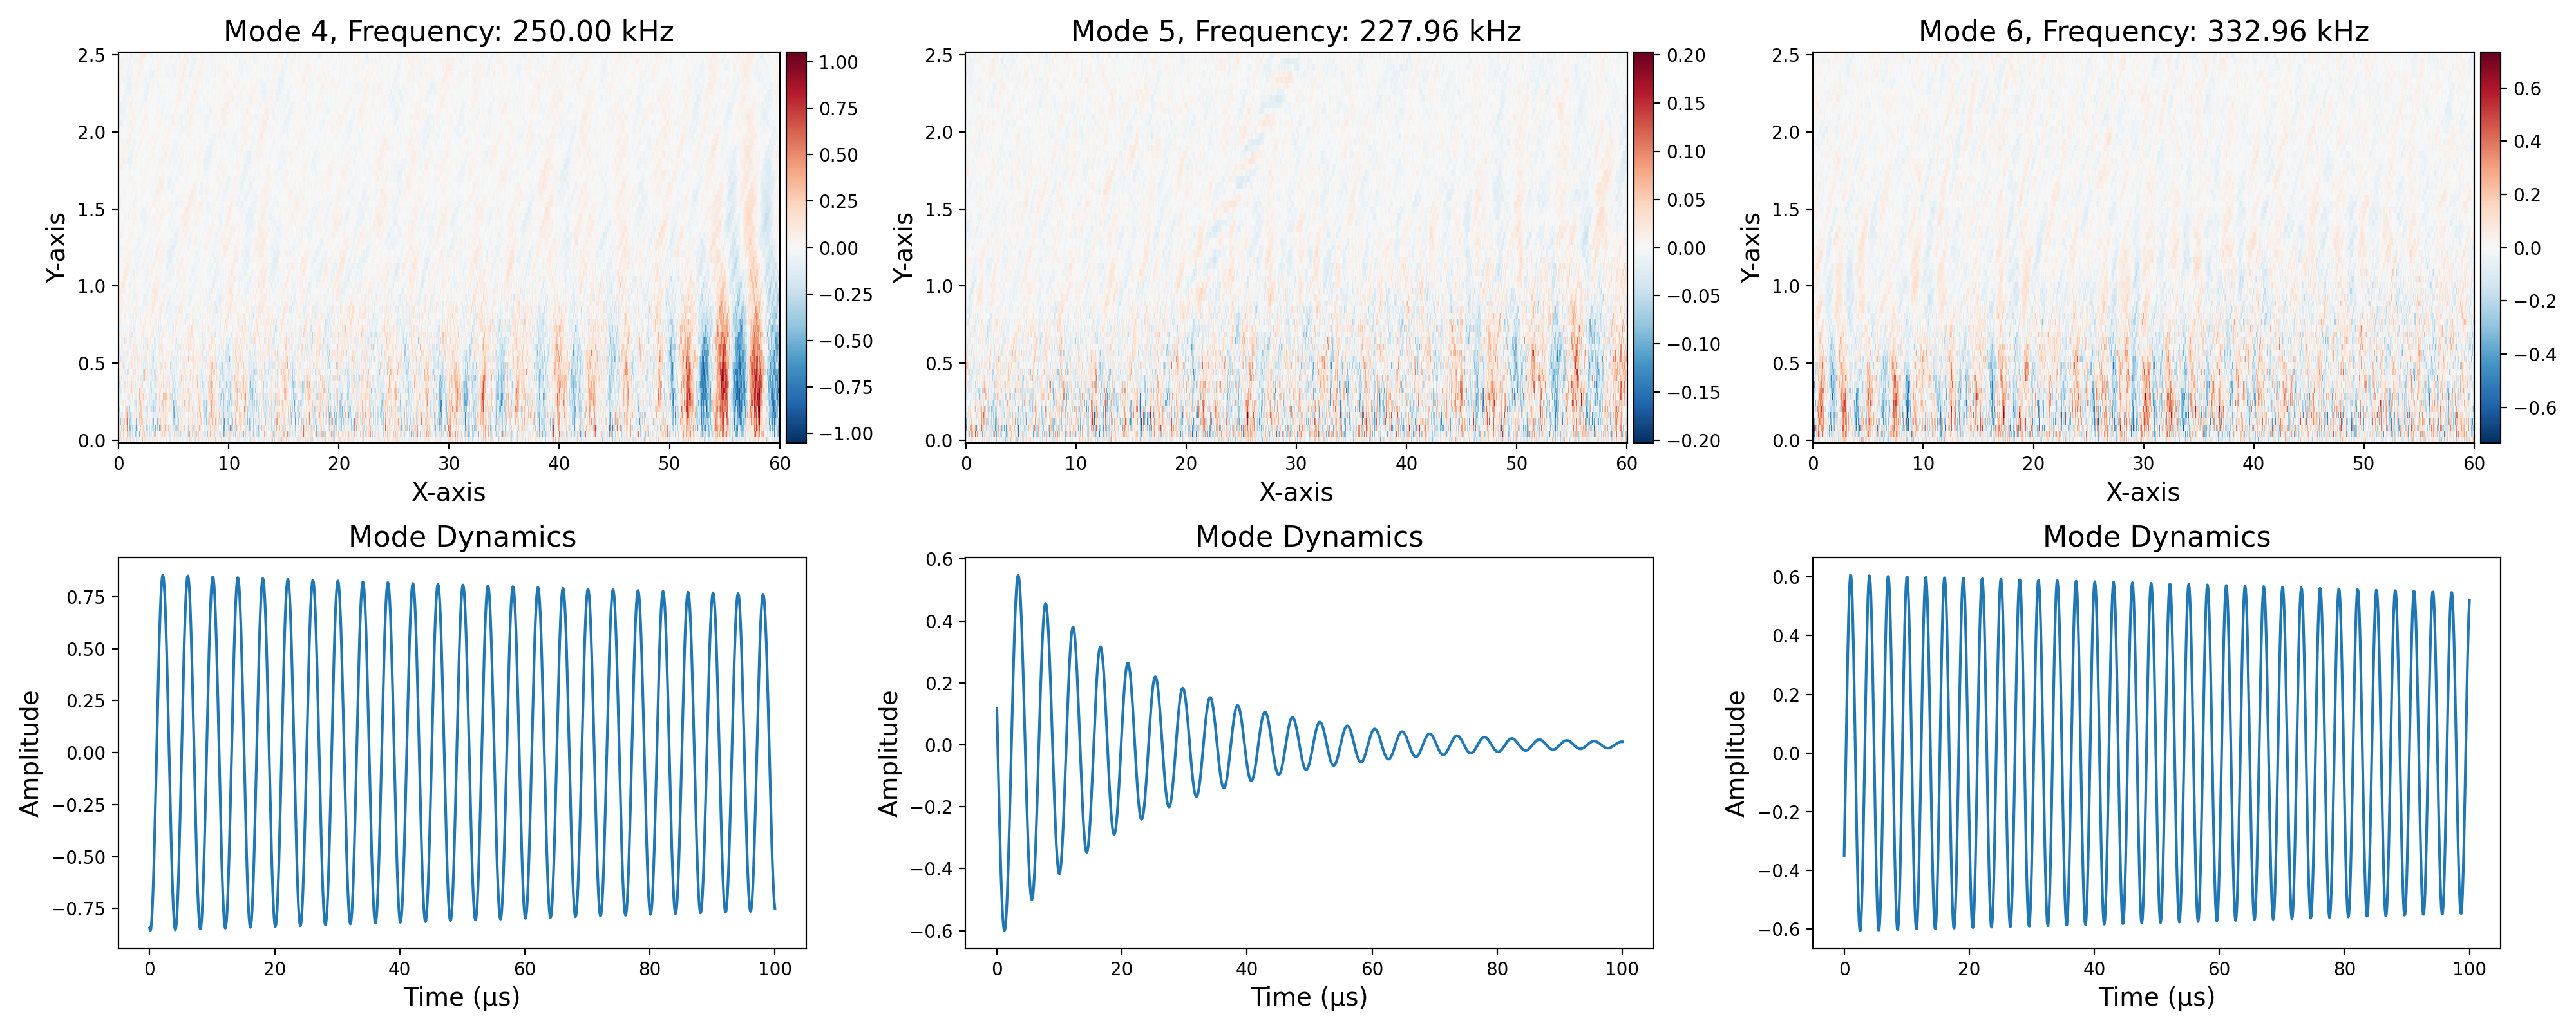 Mode 4, Frequency: 250.00 kHz
Y-axis
2.5
2.0
1.5
1.0
0.5
0.0
0 10 20 30 40 50 60
X-axis
1.00
0.75
0.50
0.25
0.00
−0.25
−0.50
−0.75
−1.00
Mode 5, Frequency: 227.96 kHz
Y-axis
2.5
2.0
1.5
1.0
0.5
0.0
0 10 20 30 40 50 60
X-axis
0.20
0.15
0.10
0.05
0.00
−0.05
−0.10
−0.15
−0.20
Mode 6, Frequency: 332.96 kHz
Y-axis
2.5
2.0
1.5
1.0
0.5
0.0
0 10 20 30 40 50 60
X-axis
0.6
0.4
0.2
0.0
−0.2
−0.4
−0.6
Mode Dynamics
Amplitude
0.75
0.50
0.25
0.00
−0.25
−0.50
−0.75
0 20 40 60 80 100
Time (μs)
Mode Dynamics
Amplitude
0.6
0.4
0.2
0.0
−0.2
−0.4
−0.6
0 20 40 60 80 100
Time (μs)
Mode Dynamics
Amplitude
0.6
0.4
0.2
0.0
−0.2
−0.4
−0.6
0 20 40 60 80 100
Time (μs)